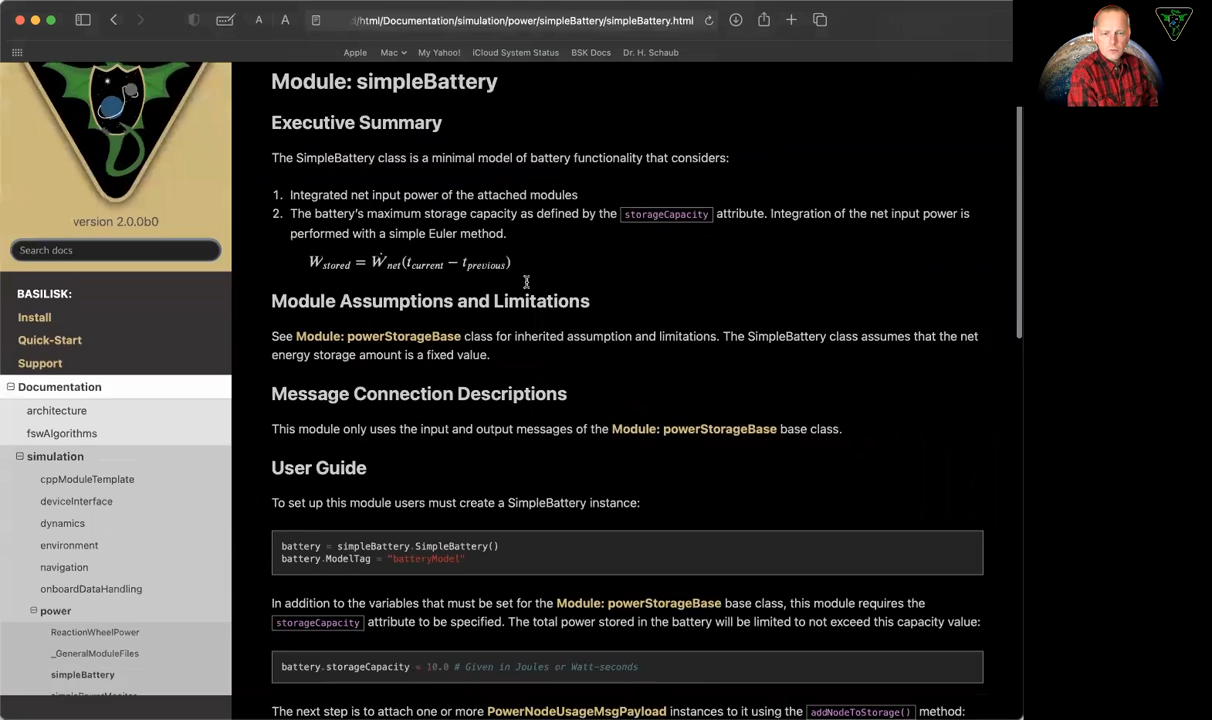 /html/Documentation/simulation/power/simpleBattery/simpleBattery.html
Apple Mac My Yahoo! iCloud System Status BSK Docs Dr. H. Schaub
version 2.0.0b0
Search docs
BASILISK:
Install
Quick-Start
Support
Documentation
architecture
fswAlgorithms
simulation
cppModuleTemplate
deviceInterface
dynamics
environment
navigation
onboardDataHandling
power
ReactionWheelPower
_GeneralModuleFiles
simpleBattery
simplePowerMonitor
Module: simpleBattery
Executive Summary
The SimpleBattery class is a minimal model of battery functionality that considers:
1. Integrated net input power of the attached modules
2. The battery’s maximum storage capacity as defined by the storageCapacity attribute. Integration of the net input power is
performed with a simple Euler method.
W_stored = Ẇ_net(t_current − t_previous)
Module Assumptions and Limitations
See Module: powerStorageBase class for inherited assumption and limitations. The SimpleBattery class assumes that the net
energy storage amount is a fixed value.
Message Connection Descriptions
This module only uses the input and output messages of the Module: powerStorageBase base class.
User Guide
To set up this module users must create a SimpleBattery instance:
battery = simpleBattery.SimpleBattery()
battery.ModelTag = "batteryModel"
In addition to the variables that must be set for the Module: powerStorageBase base class, this module requires the
storageCapacity attribute to be specified. The total power stored in the battery will be limited to not exceed this capacity value:
battery.storageCapacity = 10.0 # Given in Joules or Watt-seconds
The next step is to attach one or more PowerNodeUsageMsgPayload instances to it using the addNodeToStorage() method: